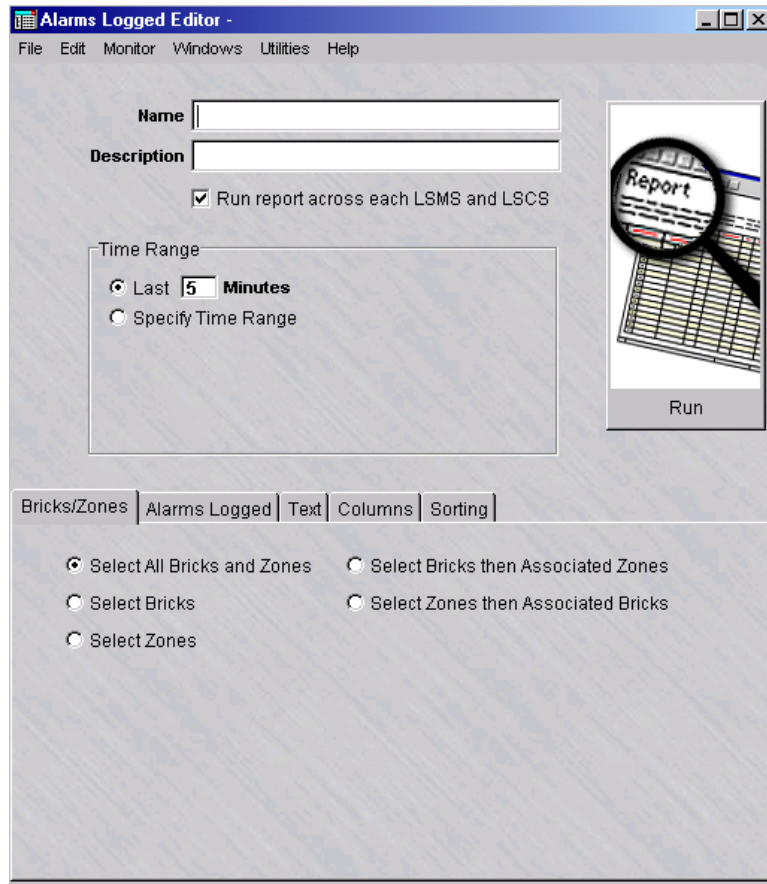 Alarms Logged Editor -
File Edit Monitor Windows Utilities Help
Name
Description
Run report across each LSMS and LSCS
Time Range
Last 5 Minutes
Specify Time Range
Report
Run
Bricks/Zones Alarms Logged Text Columns Sorting
Select All Bricks and Zones Select Bricks then Associated Zones
Select Bricks Select Zones then Associated Bricks
Select Zones